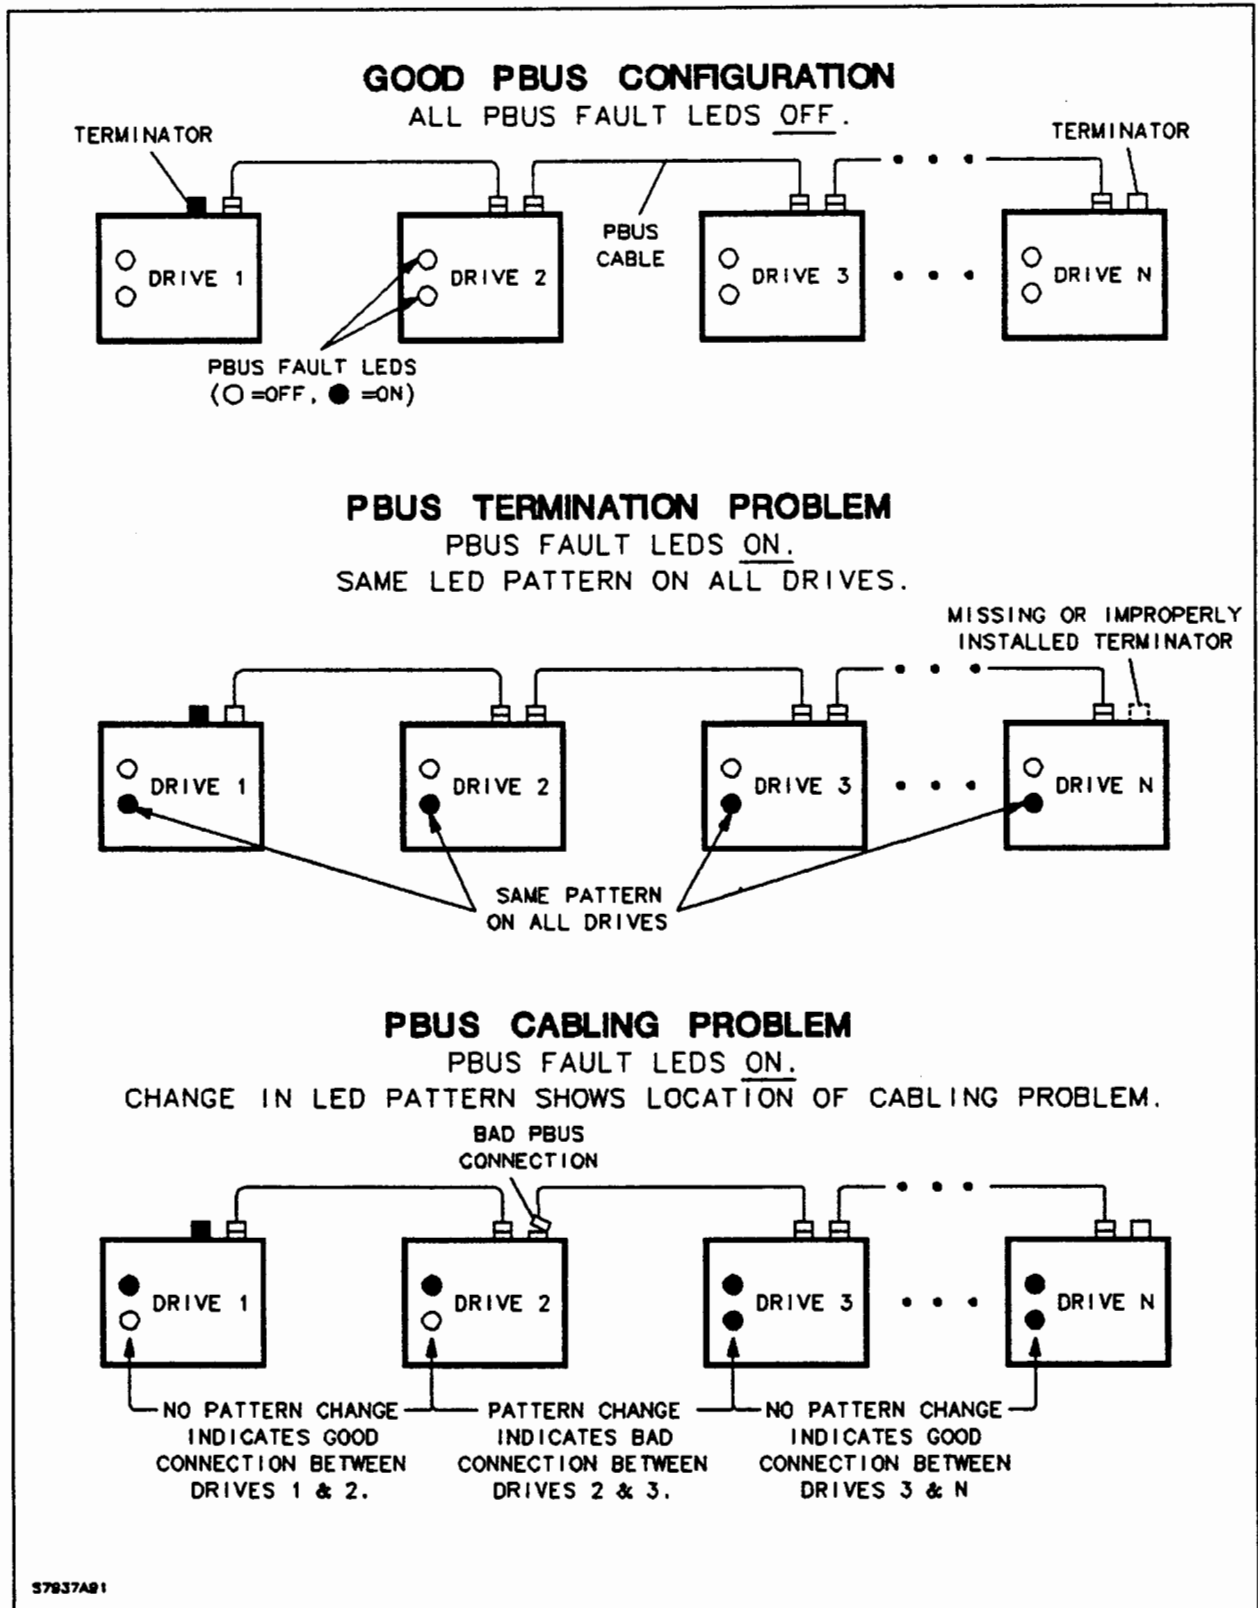 GOOD PBUS CONFIGURATION
ALL PBUS FAULT LEDS OFF.
TERMINATOR
TERMINATOR
PBUS
CABLE
DRIVE 1
DRIVE 2
DRIVE 3
DRIVE N
PBUS FAULT LEDS
(○=OFF, ●=ON)
PBUS TERMINATION PROBLEM
PBUS FAULT LEDS ON.
SAME LED PATTERN ON ALL DRIVES.
MISSING OR IMPROPERLY
INSTALLED TERMINATOR
DRIVE 1
DRIVE 2
DRIVE 3
DRIVE N
SAME PATTERN
ON ALL DRIVES
PBUS CABLING PROBLEM
PBUS FAULT LEDS ON.
CHANGE IN LED PATTERN SHOWS LOCATION OF CABLING PROBLEM.
BAD PBUS
CONNECTION
DRIVE 1
DRIVE 2
DRIVE 3
DRIVE N
NO PATTERN CHANGE
INDICATES GOOD
CONNECTION BETWEEN
DRIVES 1 & 2.
PATTERN CHANGE
INDICATES BAD
CONNECTION BETWEEN
DRIVES 2 & 3.
NO PATTERN CHANGE
INDICATES GOOD
CONNECTION BETWEEN
DRIVES 3 & N
S7937A91